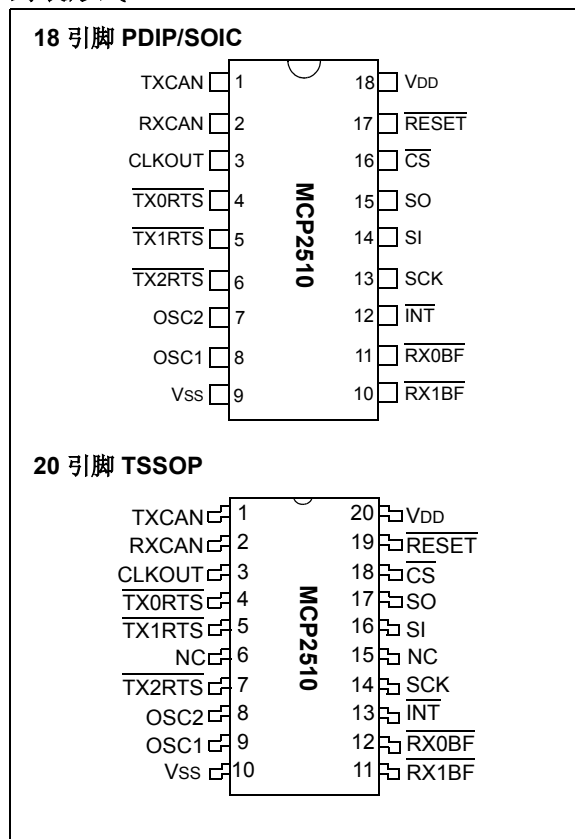 18 引脚 PDIP/SOIC
TXCAN 1 18 VDD
RXCAN 2 17 RESET
CLKOUT 3 16 CS
TX0RTS 4 15 SO
TX1RTS 5 14 SI
TX2RTS 6 13 SCK
OSC2 7 12 INT
OSC1 8 11 RX0BF
Vss 9 10 RX1BF
MCP2510
20 引脚 TSSOP
TXCAN 1 20 VDD
RXCAN 2 19 RESET
CLKOUT 3 18 CS
TX0RTS 4 17 SO
TX1RTS 5 16 SI
NC 6 15 NC
TX2RTS 7 14 SCK
OSC2 8 13 INT
OSC1 9 12 RX0BF
Vss 10 11 RX1BF
MCP2510